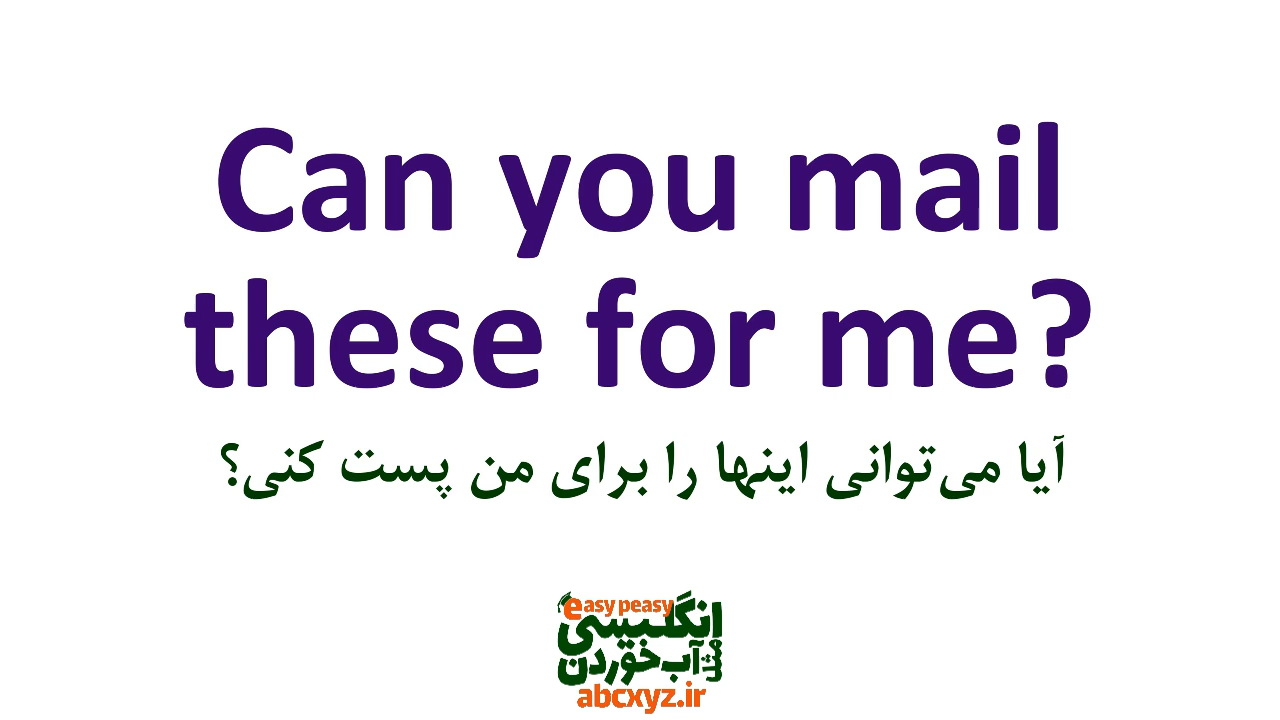 Can you mail
these for me?
آیا می‌توانی اینها را برای من پست کنی؟
easy peasy
انگلیسی
مثل آب خوردن
abcxyz.ir